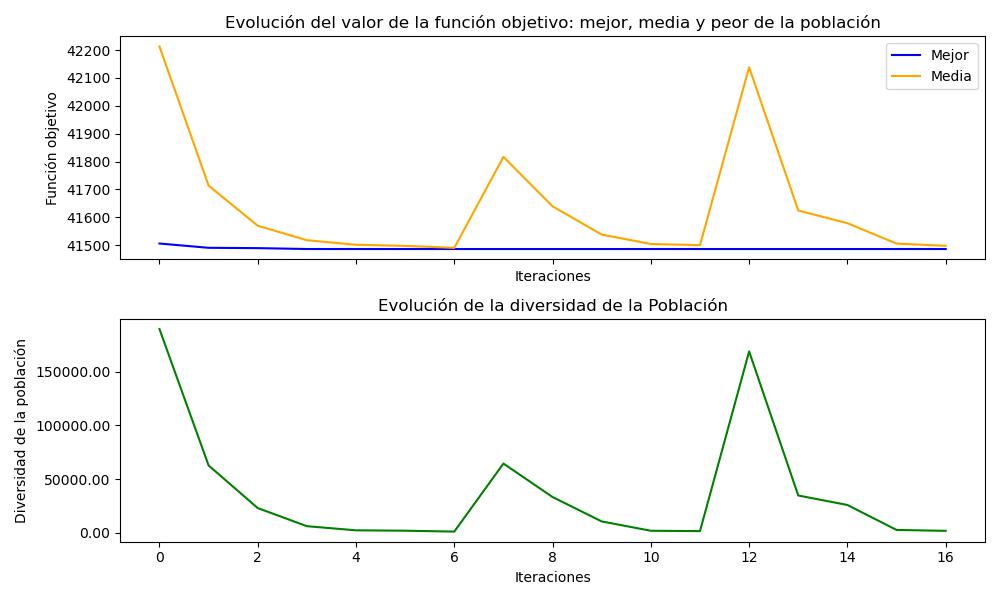 Evolución del valor de la función objetivo: mejor, media y peor de la población
42200
42100
42000
41900
41800
41700
41600
41500
Función objetivo
Mejor
Media
Iteraciones
Evolución de la diversidad de la Población
150000.00
100000.00
50000.00
0.00
Diversidad de la población
0 2 4 6 8 10 12 14 16
Iteraciones